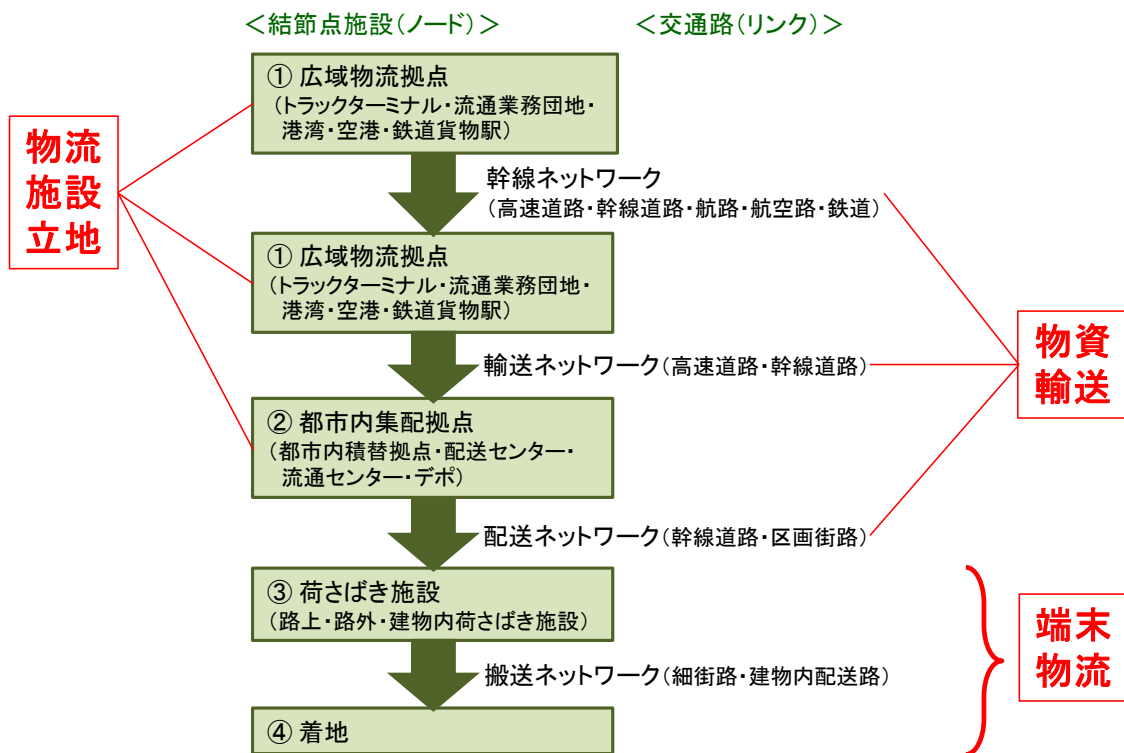 ＜結節点施設(ノード)＞
＜交通路(リンク)＞
① 広域物流拠点
（トラックターミナル・流通業務団地・
港湾・空港・鉄道貨物駅）
物流
施設
立地
幹線ネットワーク
（高速道路・幹線道路・航路・航空路・鉄道）
① 広域物流拠点
（トラックターミナル・流通業務団地・
港湾・空港・鉄道貨物駅）
物資
輸送
輸送ネットワーク（高速道路・幹線道路）
② 都市内集配拠点
（都市内積替拠点・配送センター・
流通センター・デポ）
配送ネットワーク（幹線道路・区画街路）
③ 荷さばき施設
（路上・路外・建物内荷さばき施設）
端末
物流
搬送ネットワーク（細街路・建物内配送路）
④ 着地